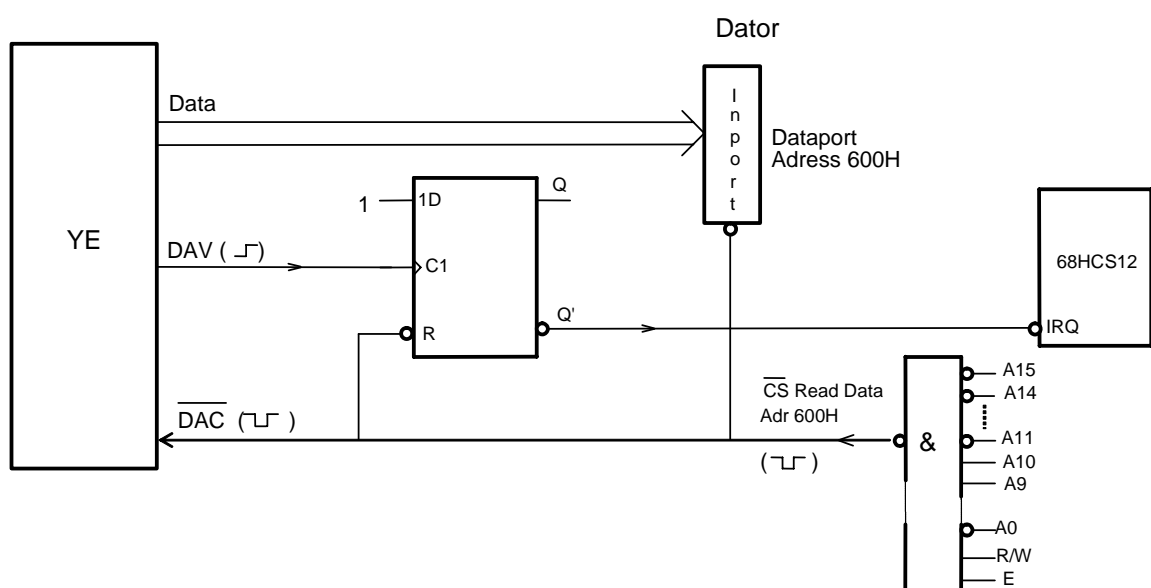 Dator
Data
Inport
Dataport
Adress 600H
1
1D
Q
YE
DAV ( )
C1
68HCS12
R
Q'
IRQ
DAC ( )
CS Read Data
Adr 600H
( )
&
A15
A14
A11
A10
A9
A0
R/W
E